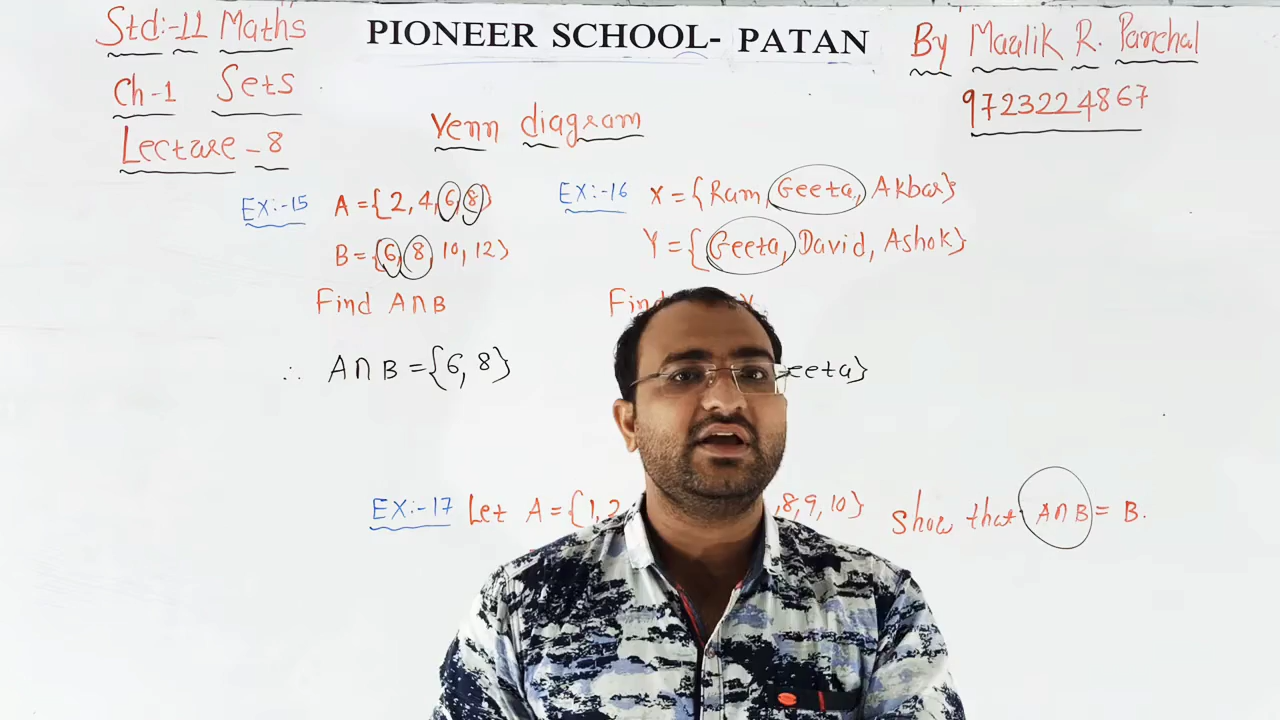 Std:-11 Maths
Ch-1 Sets
Lecture - 8
PIONEER SCHOOL- PATAN
By Maulik R. Panchal
9723224867
Venn diagram
EX:-15 A = {2, 4, 6, 8}
B = {6, 8, 10, 12}
Find A∩B
∴ A∩B = {6, 8}
EX:-16 X = {Ram, Geeta, Akbar}
Y = {Geeta, David, Ashok}
Find
eeta}
EX:-17 Let A = {1, 2 ,8, 9, 10} show that A∩B = B.